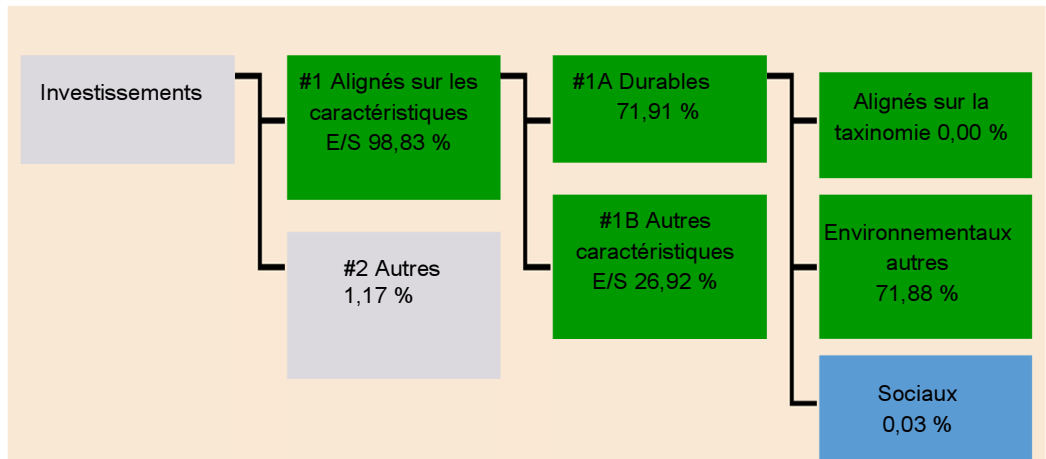 Investissements
#1 Alignés sur les
caractéristiques
E/S 98,83 %
#2 Autres
1,17 %
#1A Durables
71,91 %
#1B Autres
caractéristiques
E/S 26,92 %
Alignés sur la
taxinomie 0,00 %
Environnementaux
autres
71,88 %
Sociaux
0,03 %